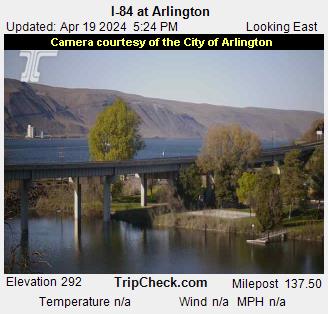 I-84 at Arlington
Updated: Apr 19 2024 5:24 PM Looking East
Camera courtesy of the City of Arlington
Elevation 292 TripCheck.com Milepost 137.50
Temperature n/a Wind n/a MPH n/a